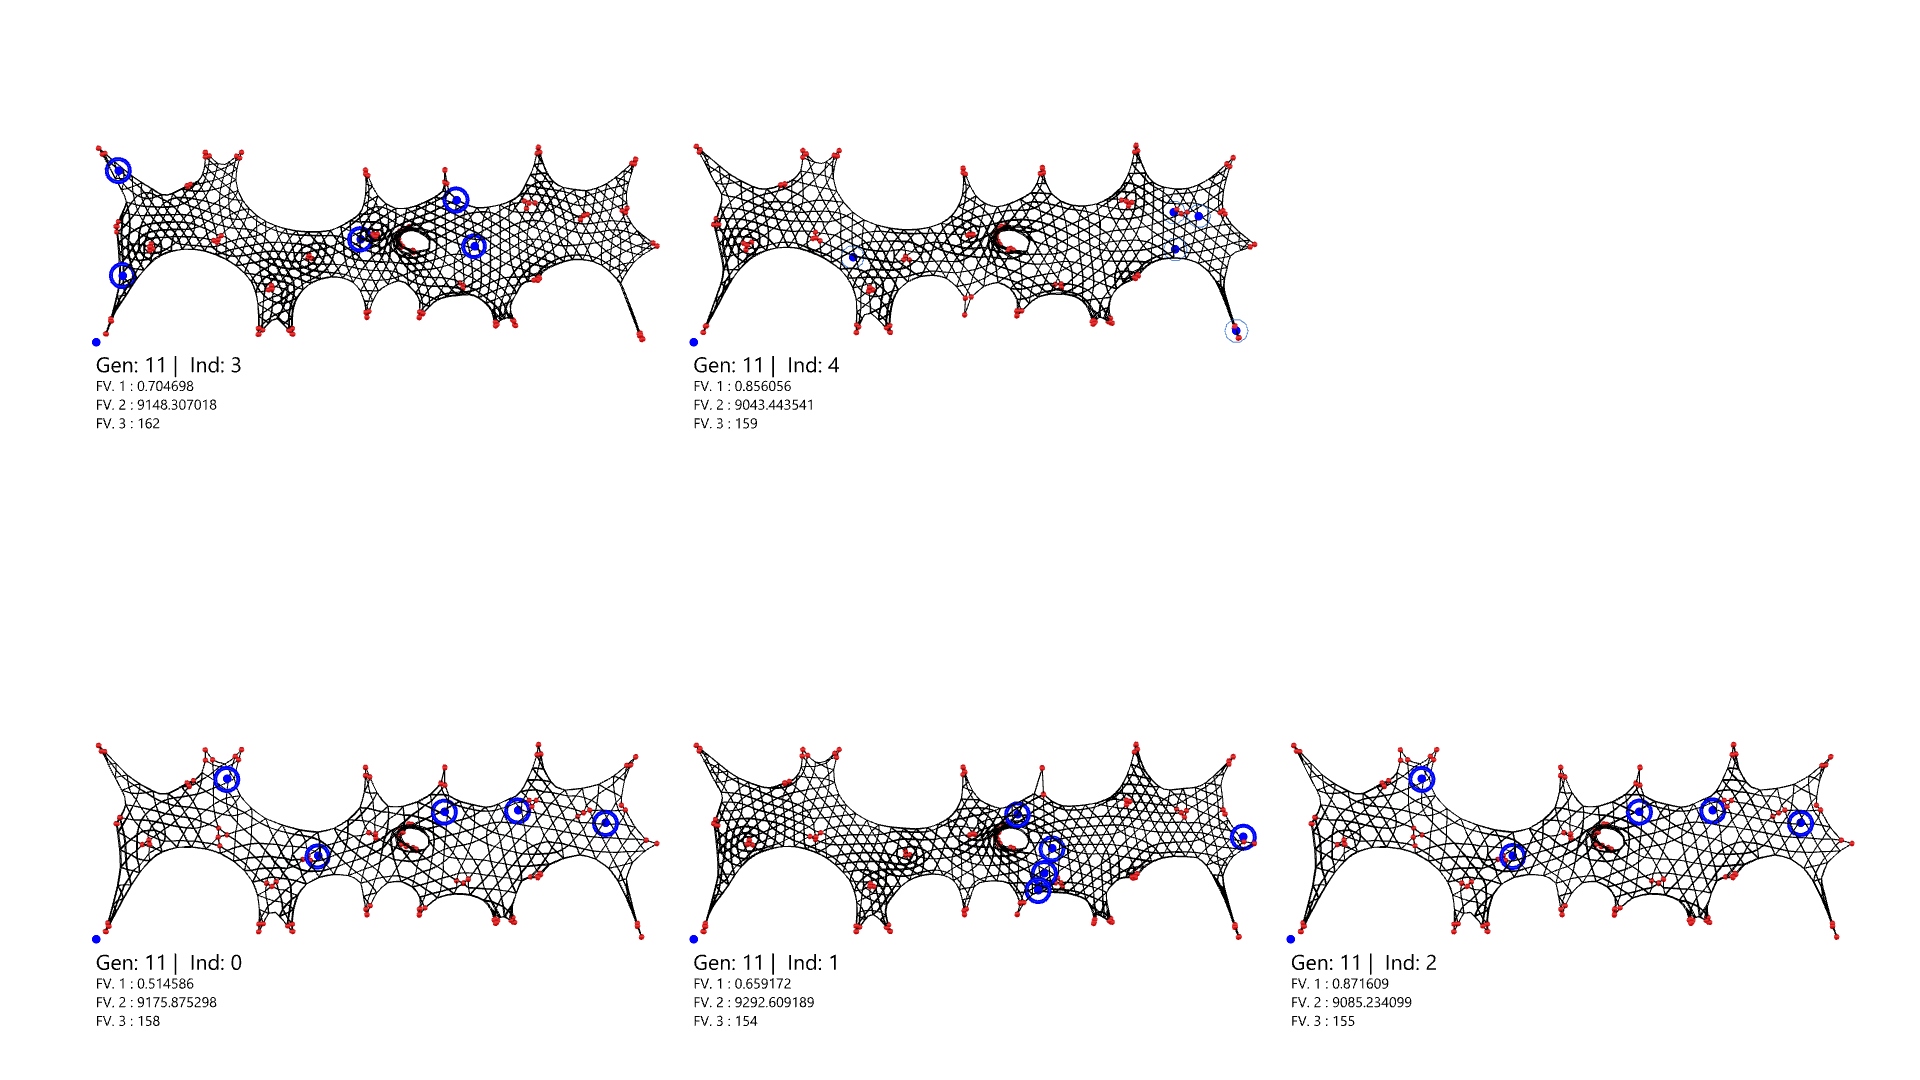 Gen: 11 | Ind: 3
FV. 1 : 0.704698
FV. 2 : 9148.307018
FV. 3 : 162
Gen: 11 | Ind: 4
FV. 1 : 0.856056
FV. 2 : 9043.443541
FV. 3 : 159
Gen: 11 | Ind: 0
FV. 1 : 0.514586
FV. 2 : 9175.875298
FV. 3 : 158
Gen: 11 | Ind: 1
FV. 1 : 0.659172
FV. 2 : 9292.609189
FV. 3 : 154
Gen: 11 | Ind: 2
FV. 1 : 0.871609
FV. 2 : 9085.234099
FV. 3 : 155